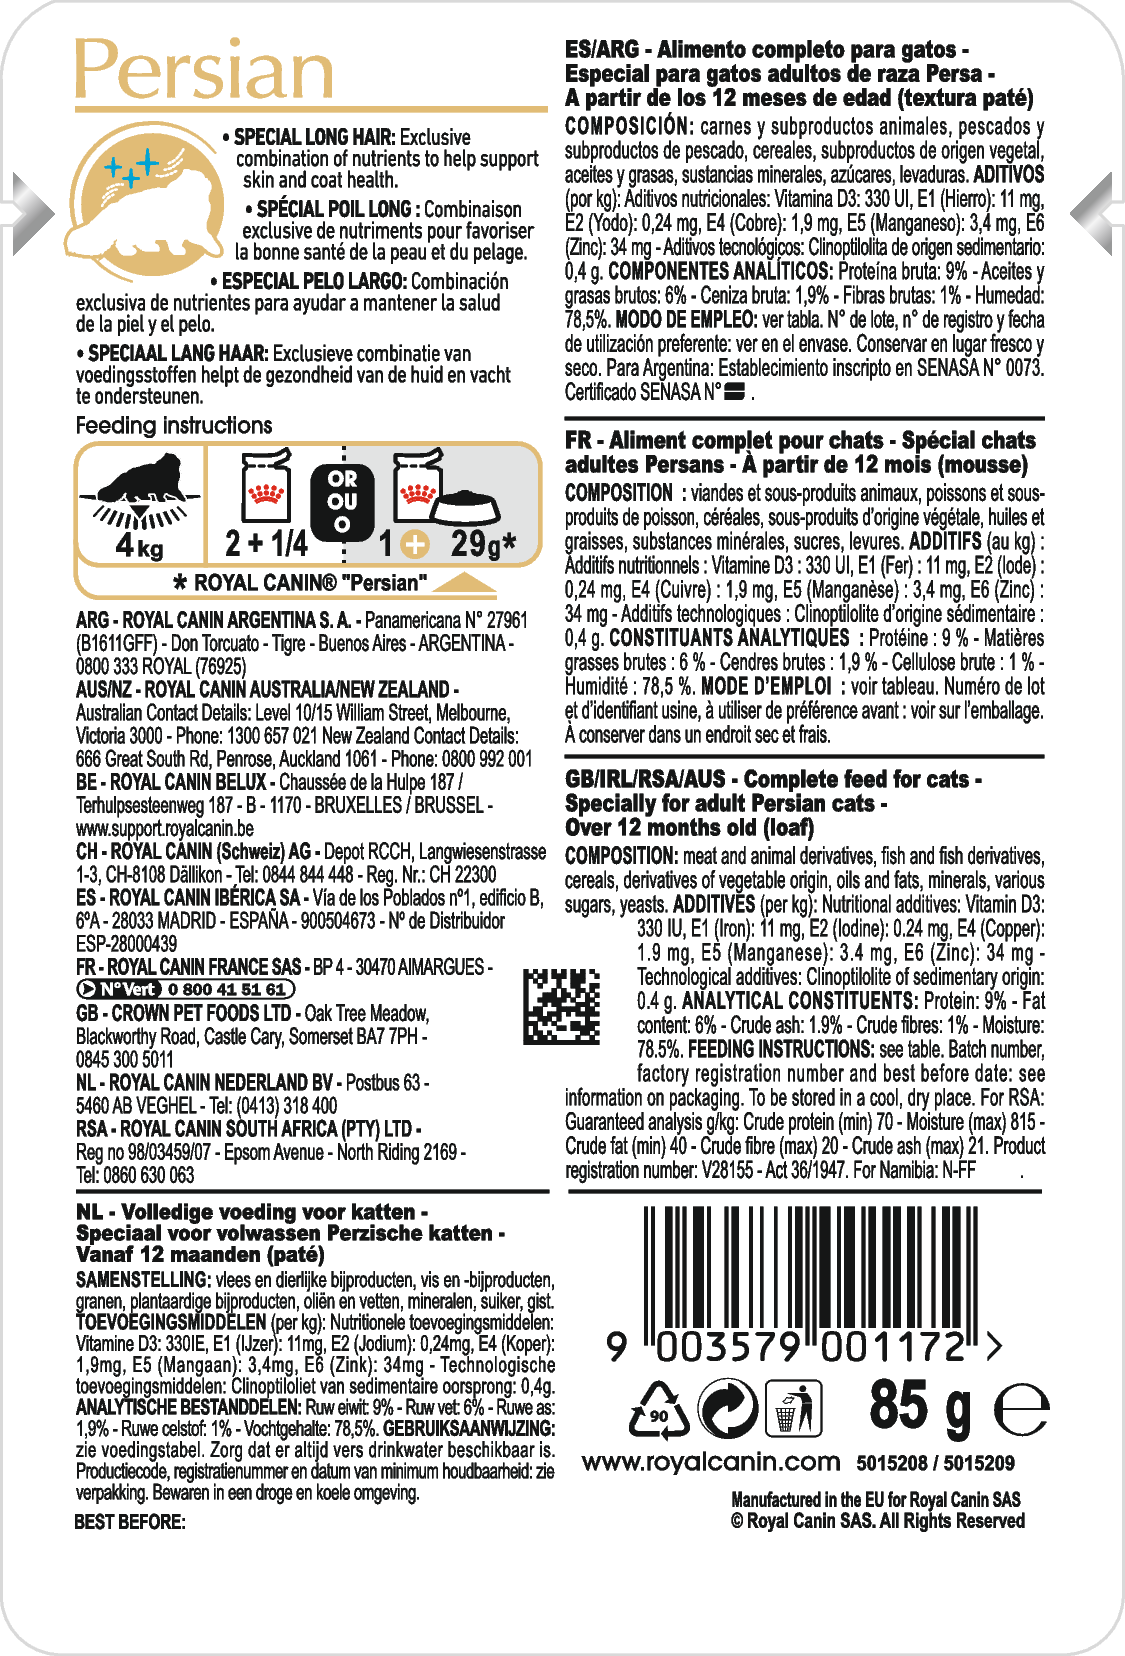 Persian
• SPECIAL LONG HAIR: Exclusive
combination of nutrients to help support
skin and coat health.
• SPÉCIAL POIL LONG : Combinaison
exclusive de nutriments pour favoriser
la bonne santé de la peau et du pelage.
• ESPECIAL PELO LARGO: Combinación
exclusiva de nutrientes para ayudar a mantener la salud
de la piel y el pelo.
• SPECIAAL LANG HAAR: Exclusieve combinatie van
voedingsstoffen helpt de gezondheid van de huid en vacht
te ondersteunen.
Feeding instructions
4 kg
2 + 1/4
OR
OU
O
1 + 29g*
* ROYAL CANIN® "Persian"
ARG - ROYAL CANIN ARGENTINA S. A. - Panamericana N° 27961
(B1611GFF) - Don Torcuato - Tigre - Buenos Aires - ARGENTINA -
0800 333 ROYAL (76925)
AUS/NZ - ROYAL CANIN AUSTRALIA/NEW ZEALAND -
Australian Contact Details: Level 10/15 William Street, Melbourne,
Victoria 3000 - Phone: 1300 657 021 New Zealand Contact Details:
666 Great South Rd, Penrose, Auckland 1061 - Phone: 0800 992 001
BE - ROYAL CANIN BELUX - Chaussée de la Hulpe 187 /
Terhulpsesteenweg 187 - B - 1170 - BRUXELLES / BRUSSEL -
www.support.royalcanin.be
CH - ROYAL CANIN (Schweiz) AG - Depot RCCH, Langwiesenstrasse
1-3, CH-8108 Dällikon - Tel: 0844 844 448 - Reg. Nr.: CH 22300
ES - ROYAL CANIN IBÉRICA SA - Vía de los Poblados nº1, edificio B,
6ºA - 28033 MADRID - ESPAÑA - 900504673 - Nº de Distribuidor
ESP-28000439
FR - ROYAL CANIN FRANCE SAS - BP 4 - 30470 AIMARGUES -
N° Vert 0 800 41 51 61
GB - CROWN PET FOODS LTD - Oak Tree Meadow,
Blackworthy Road, Castle Cary, Somerset BA7 7PH -
0845 300 5011
NL - ROYAL CANIN NEDERLAND BV - Postbus 63 -
5460 AB VEGHEL - Tel: (0413) 318 400
RSA - ROYAL CANIN SOUTH AFRICA (PTY) LTD -
Reg no 98/03459/07 - Epsom Avenue - North Riding 2169 -
Tel: 0860 630 063
NL - Volledige voeding voor katten -
Speciaal voor volwassen Perzische katten -
Vanaf 12 maanden (paté)
SAMENSTELLING: vlees en dierlijke bijproducten, vis en -bijproducten,
granen, plantaardige bijproducten, oliën en vetten, mineralen, suiker, gist.
TOEVOEGINGSMIDDELEN (per kg): Nutritionele toevoegingsmiddelen:
Vitamine D3: 330IE, E1 (IJzer): 11mg, E2 (Jodium): 0,24mg, E4 (Koper):
1,9mg, E5 (Mangaan): 3,4mg, E6 (Zink): 34mg - Technologische
toevoegingsmiddelen: Clinoptiloliet van sedimentaire oorsprong: 0,4g.
ANALYTISCHE BESTANDDELEN: Ruw eiwit: 9% - Ruw vet: 6% - Ruwe as:
1,9% - Ruwe celstof: 1% - Vochtgehalte: 78,5%. GEBRUIKSAANWIJZING:
zie voedingstabel. Zorg dat er altijd vers drinkwater beschikbaar is.
Productiecode, registratienummer en datum van minimum houdbaarheid: zie
verpakking. Bewaren in een droge en koele omgeving.
BEST BEFORE:
ES/ARG - Alimento completo para gatos -
Especial para gatos adultos de raza Persa -
A partir de los 12 meses de edad (textura paté)
COMPOSICIÓN: carnes y subproductos animales, pescados y
subproductos de pescado, cereales, subproductos de origen vegetal,
aceites y grasas, sustancias minerales, azúcares, levaduras. ADITIVOS
(por kg): Aditivos nutricionales: Vitamina D3: 330 UI, E1 (Hierro): 11 mg,
E2 (Yodo): 0,24 mg, E4 (Cobre): 1,9 mg, E5 (Manganeso): 3,4 mg, E6
(Zinc): 34 mg - Aditivos tecnológicos: Clinoptilolita de origen sedimentario:
0,4 g. COMPONENTES ANALÍTICOS: Proteína bruta: 9% - Aceites y
grasas brutos: 6% - Ceniza bruta: 1,9% - Fibras brutas: 1% - Humedad:
78,5%. MODO DE EMPLEO: ver tabla. N° de lote, n° de registro y fecha
de utilización preferente: ver en el envase. Conservar en lugar fresco y
seco. Para Argentina: Establecimiento inscripto en SENASA N° 0073.
Certificado SENASA N° .
FR - Aliment complet pour chats - Spécial chats
adultes Persans - À partir de 12 mois (mousse)
COMPOSITION : viandes et sous-produits animaux, poissons et sous-
produits de poisson, céréales, sous-produits d'origine végétale, huiles et
graisses, substances minérales, sucres, levures. ADDITIFS (au kg) :
Additifs nutritionnels : Vitamine D3 : 330 UI, E1 (Fer) : 11 mg, E2 (Iode) :
0,24 mg, E4 (Cuivre) : 1,9 mg, E5 (Manganèse) : 3,4 mg, E6 (Zinc) :
34 mg - Additifs technologiques : Clinoptilolite d'origine sédimentaire :
0,4 g. CONSTITUANTS ANALYTIQUES : Protéine : 9 % - Matières
grasses brutes : 6 % - Cendres brutes : 1,9 % - Cellulose brute : 1 % -
Humidité : 78,5 %. MODE D'EMPLOI : voir tableau. Numéro de lot
et d'identifiant usine, à utiliser de préférence avant : voir sur l'emballage.
À conserver dans un endroit sec et frais.
GB/IRL/RSA/AUS - Complete feed for cats -
Specially for adult Persian cats -
Over 12 months old (loaf)
COMPOSITION: meat and animal derivatives, fish and fish derivatives,
cereals, derivatives of vegetable origin, oils and fats, minerals, various
sugars, yeasts. ADDITIVES (per kg): Nutritional additives: Vitamin D3:
330 IU, E1 (Iron): 11 mg, E2 (Iodine): 0.24 mg, E4 (Copper):
1.9 mg, E5 (Manganese): 3.4 mg, E6 (Zinc): 34 mg -
Technological additives: Clinoptilolite of sedimentary origin:
0.4 g. ANALYTICAL CONSTITUENTS: Protein: 9% - Fat
content: 6% - Crude ash: 1.9% - Crude fibres: 1% - Moisture:
78.5%. FEEDING INSTRUCTIONS: see table. Batch number,
factory registration number and best before date: see
information on packaging. To be stored in a cool, dry place. For RSA:
Guaranteed analysis g/kg: Crude protein (min) 70 - Moisture (max) 815 -
Crude fat (min) 40 - Crude fibre (max) 20 - Crude ash (max) 21. Product
registration number: V28155 - Act 36/1947. For Namibia: N-FF .
9 003579 001172 >
90
85 g e
www.royalcanin.com 5015208 / 5015209
Manufactured in the EU for Royal Canin SAS
© Royal Canin SAS. All Rights Reserved